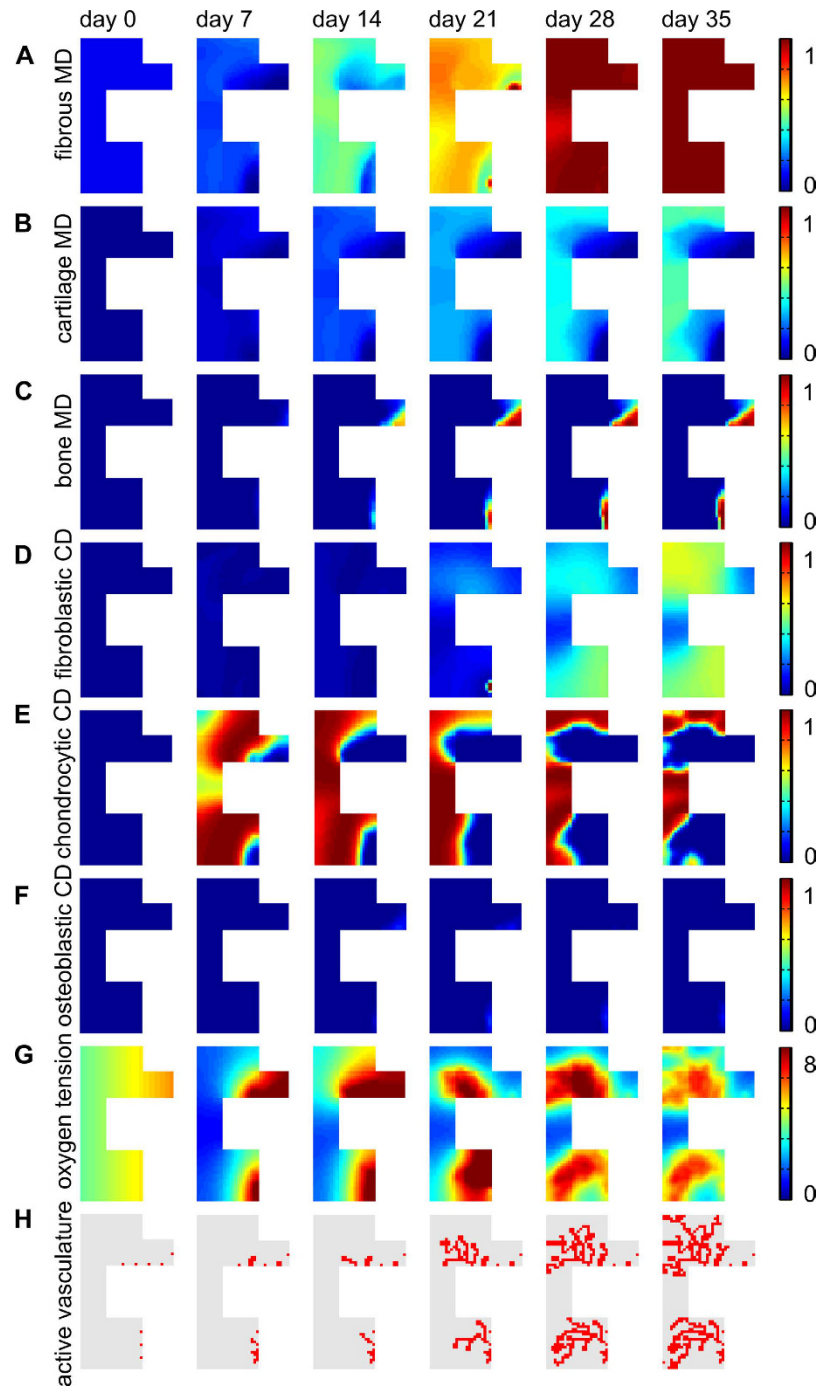 day 0 day 7 day 14 day 21 day 28 day 35
A fibrous MD 1 0
B cartilage MD 1 0
C bone MD 1 0
D fibroblastic CD 1 0
E chondrocytic CD 1 0
F osteoblastic CD 1 0
G oxygen tension 8 0
H active vasculature